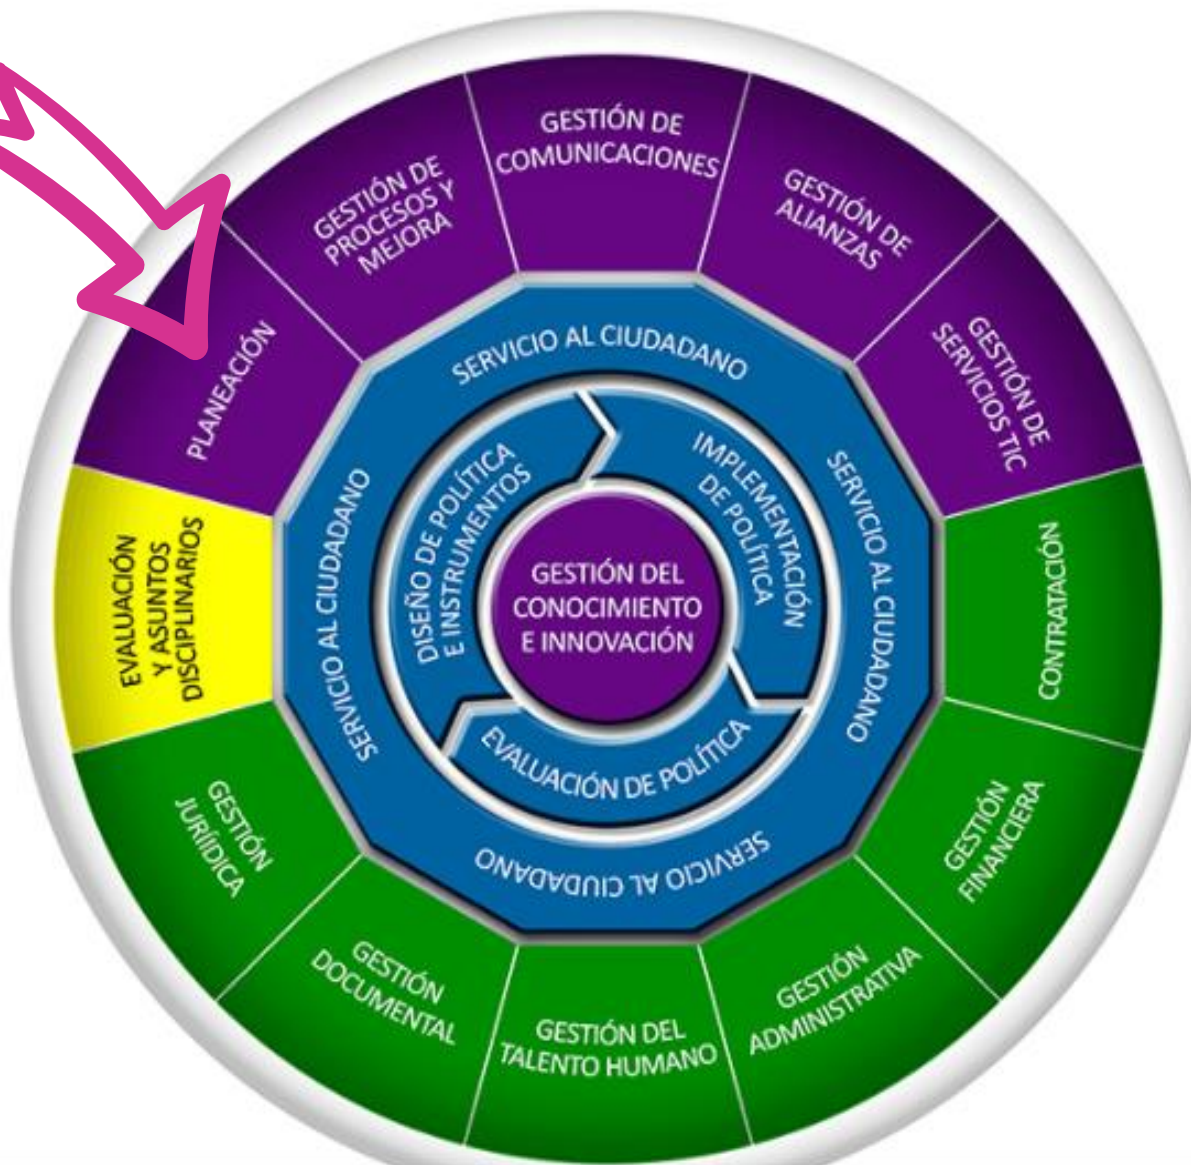 GESTIÓN DE
COMUNICACIONES
GESTIÓN DE
ALIANZAS
GESTIÓN DE
SERVICIOS TIC
CONTRATACIÓN
GESTIÓN
FINANCIERA
GESTIÓN
ADMINISTRATIVA
GESTIÓN DEL
TALENTO HUMANO
GESTIÓN
DOCUMENTAL
GESTIÓN
JURÍDICA
EVALUACIÓN
Y ASUNTOS
DISCIPLINARIOS
PLANEACIÓN
GESTIÓN DE
PROCESOS Y
MEJORA
SERVICIO AL CIUDADANO
SERVICIO AL CIUDADANO
SERVICIO AL CIUDADANO
SERVICIO AL CIUDADANO
DISEÑO DE POLÍTICA
E INSTRUMENTOS
IMPLEMENTACIÓN
DE POLÍTICA
EVALUACIÓN DE POLÍTICA
GESTIÓN DEL
CONOCIMIENTO
E INNOVACIÓN